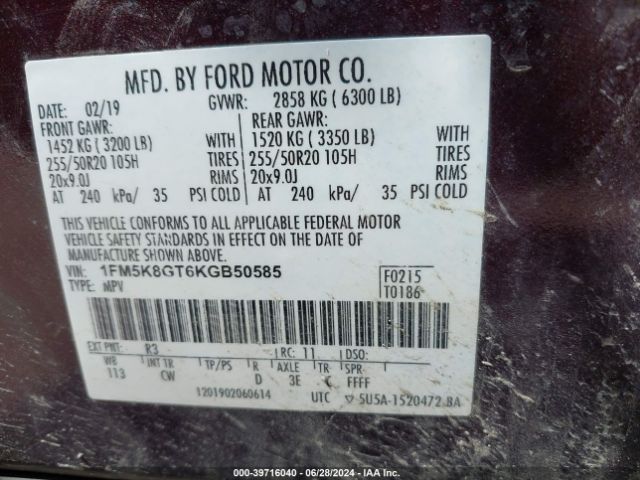 MFD. BY FORD MOTOR CO.
DATE: 02/19 GVWR: 2858 KG ( 6300 LB)
FRONT GAWR: REAR GAWR:
1452 KG ( 3200 LB) WITH 1520 KG ( 3350 LB) WITH
255/50R20 105H TIRES 255/50R20 105H TIRES
20x9.0J RIMS 20x9.0J RIMS
AT 240 kPa/ 35 PSI COLD AT 240 kPa/ 35 PSI COLD
THIS VEHICLE CONFORMS TO ALL APPLICABLE FEDERAL MOTOR
VEHICLE SAFETY STANDARDS IN EFFECT ON THE DATE OF
MANUFACTURE SHOWN ABOVE.
VIN: 1FM5K8GT6KGB50585 F0215
TYPE: MPV T0186
EXT PNT: R3 RC: 11 DSO:
WB INT TR TP/PS R AXLE TR SPR
113 CW D 3E C FFFF
1201902060614 UTC ▽ 5U5A-1520472 BA
000-39716040 / 06/28/2024 - IAA Inc.